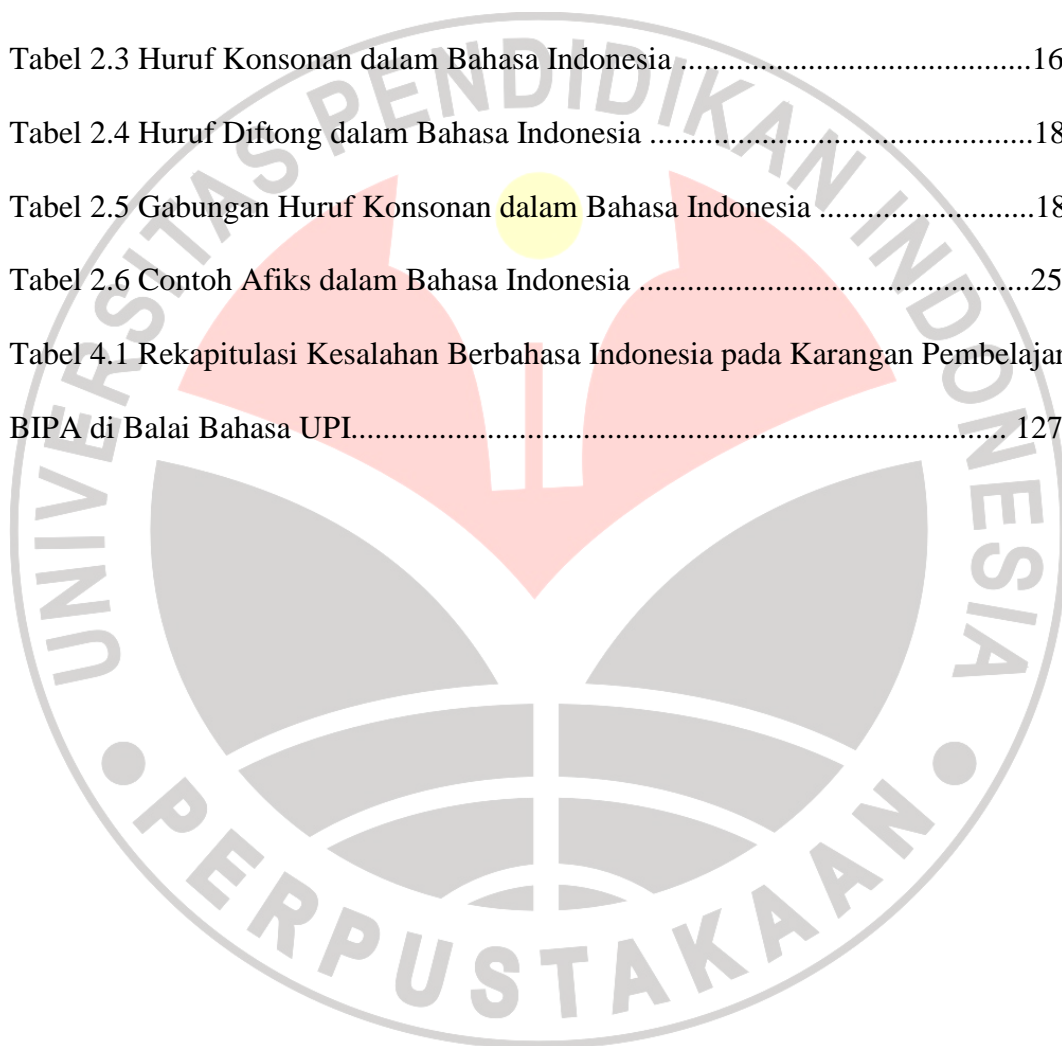 Tabel 2.3 Huruf Konsonan dalam Bahasa Indonesia ........................................16
Tabel 2.4 Huruf Diftong dalam Bahasa Indonesia ............................................18
Tabel 2.5 Gabungan Huruf Konsonan dalam Bahasa Indonesia .........................18
Tabel 2.6 Contoh Afiks dalam Bahasa Indonesia .............................................25
Tabel 4.1 Rekapitulasi Kesalahan Berbahasa Indonesia pada Karangan Pembelajar
BIPA di Balai Bahasa UPI........................................................................... 127
UNIVERSITAS PENDIDIKAN INDONESIA
PERPUSTAKAAN